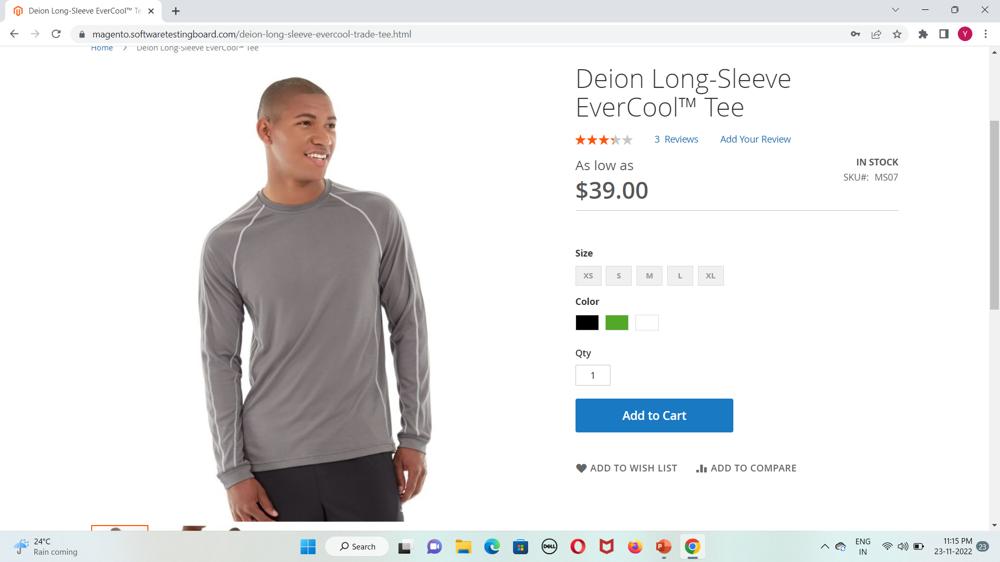 Deion Long-Sleeve EverCool™ Te
magento.softwaretestingboard.com/deion-long-sleeve-evercool-trade-tee.html
Y
Home > Deion Long-Sleeve EverCool™ Tee
Deion Long-Sleeve
EverCool™ Tee
3 Reviews Add Your Review
As low as
$39.00
IN STOCK
SKU#: MS07
Size
XS S M L XL
Color
Qty
1
Add to Cart
ADD TO WISH LIST ADD TO COMPARE
24°C
Rain coming
Search
DELL
P
ENG
IN
11:15 PM
23-11-2022
23